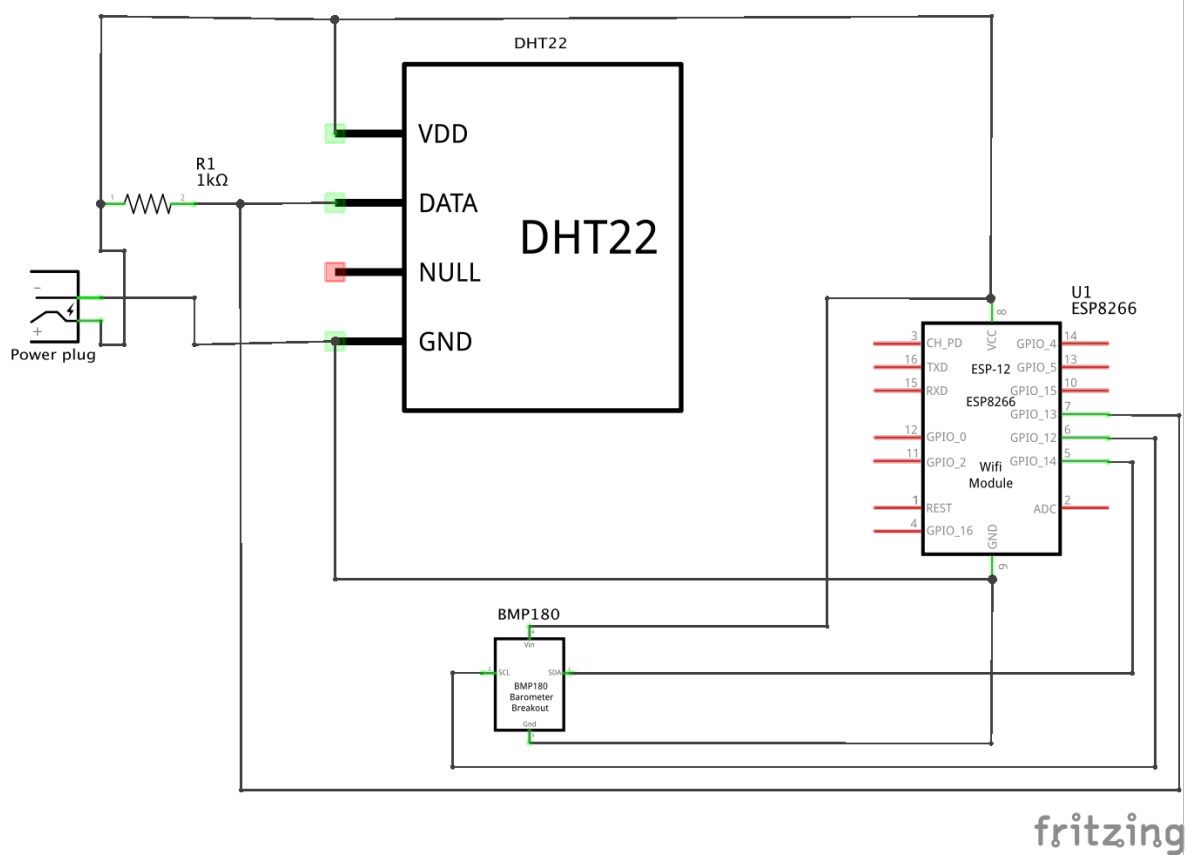 DHT22
VDD
DATA
NULL
GND
DHT22
R1
1kΩ
1
2
−
+
Power plug
U1
ESP8266
8
VCC
3 CH_PD
16 TXD
15 RXD
12 GPIO_0
11 GPIO_2
1 REST
4 GPIO_16
ESP-12
ESP8266
Wifi
Module
GPIO_4 14
GPIO_5 13
GPIO_15 10
GPIO_13 7
GPIO_12 6
GPIO_14 5
ADC 2
GND
9
BMP180
Vin
SCL
SDA
BMP180
Barometer
Breakout
Gnd
fritzing